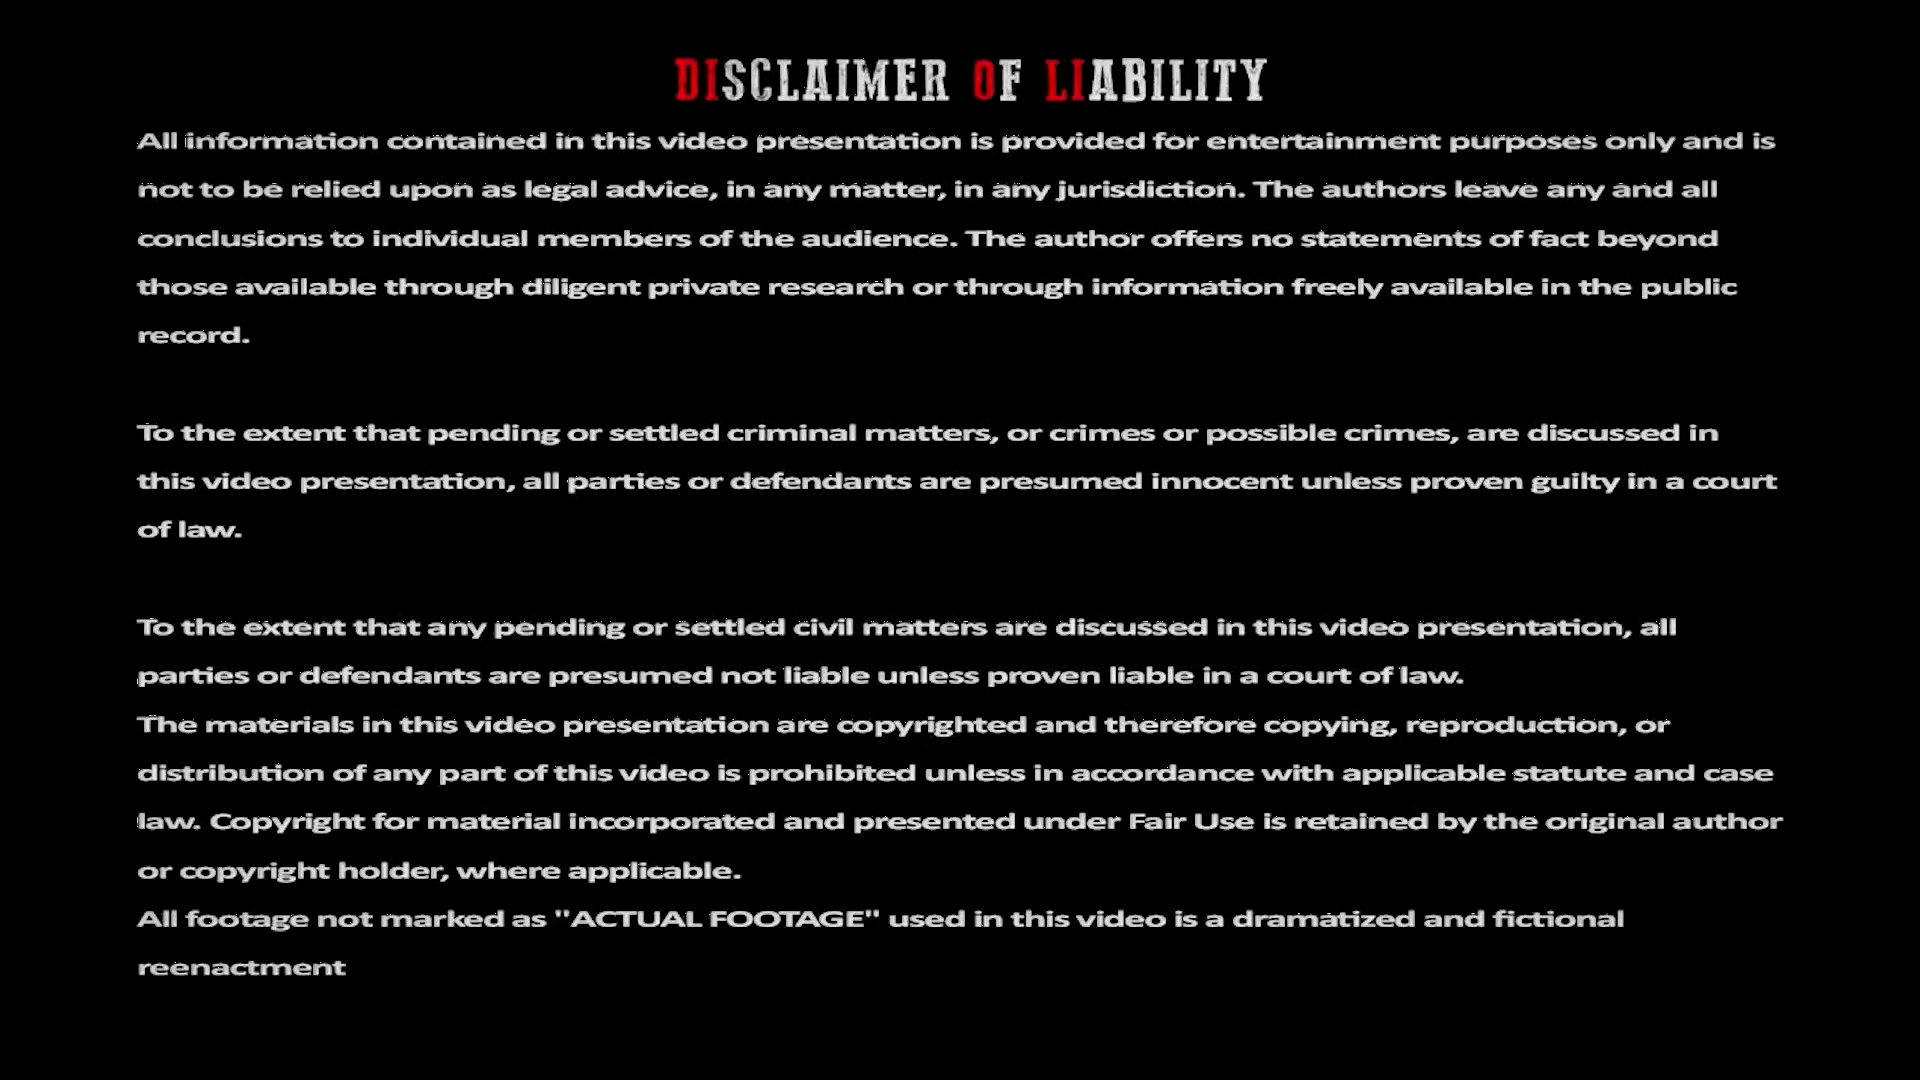 DISCLAIMER OF LIABILITY
All information contained in this video presentation is provided for entertainment purposes only and is
not to be relied upon as legal advice, in any matter, in any jurisdiction. The authors leave any and all
conclusions to individual members of the audience. The author offers no statements of fact beyond
those available through diligent private research or through information freely available in the public
record.
To the extent that pending or settled criminal matters, or crimes or possible crimes, are discussed in
this video presentation, all parties or defendants are presumed innocent unless proven guilty in a court
of law.
To the extent that any pending or settled civil matters are discussed in this video presentation, all
parties or defendants are presumed not liable unless proven liable in a court of law.
The materials in this video presentation are copyrighted and therefore copying, reproduction, or
distribution of any part of this video is prohibited unless in accordance with applicable statute and case
law. Copyright for material incorporated and presented under Fair Use is retained by the original author
or copyright holder, where applicable.
All footage not marked as "ACTUAL FOOTAGE" used in this video is a dramatized and fictional
reenactment